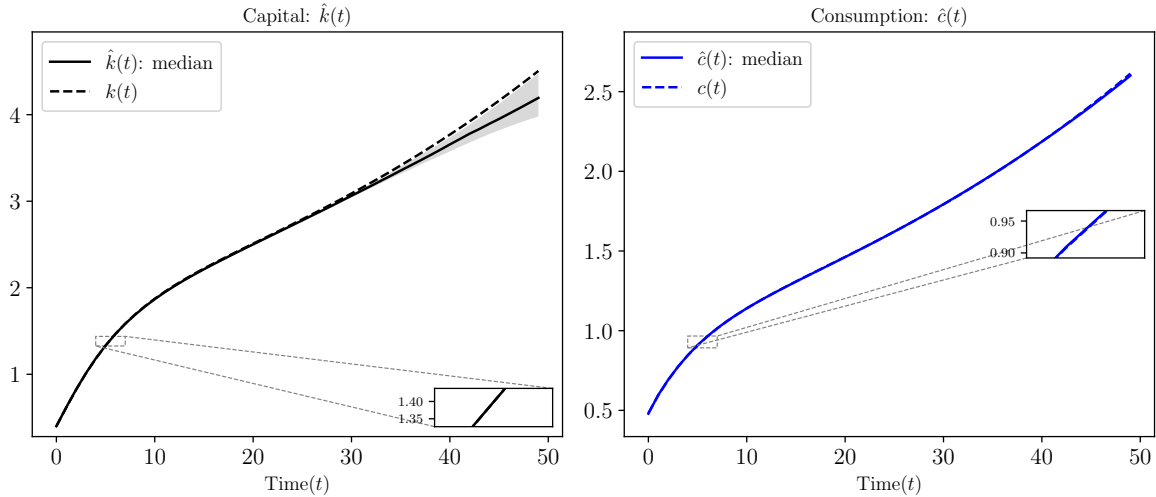 Capital: k̂(t)
k̂(t): median
k(t)
4
3
2
1
1.40
1.35
0 10 20 30 40 50
Time(t)
Consumption: ĉ(t)
ĉ(t): median
c(t)
2.5
2.0
1.5
1.0
0.5
0.95
0.90
0 10 20 30 40 50
Time(t)